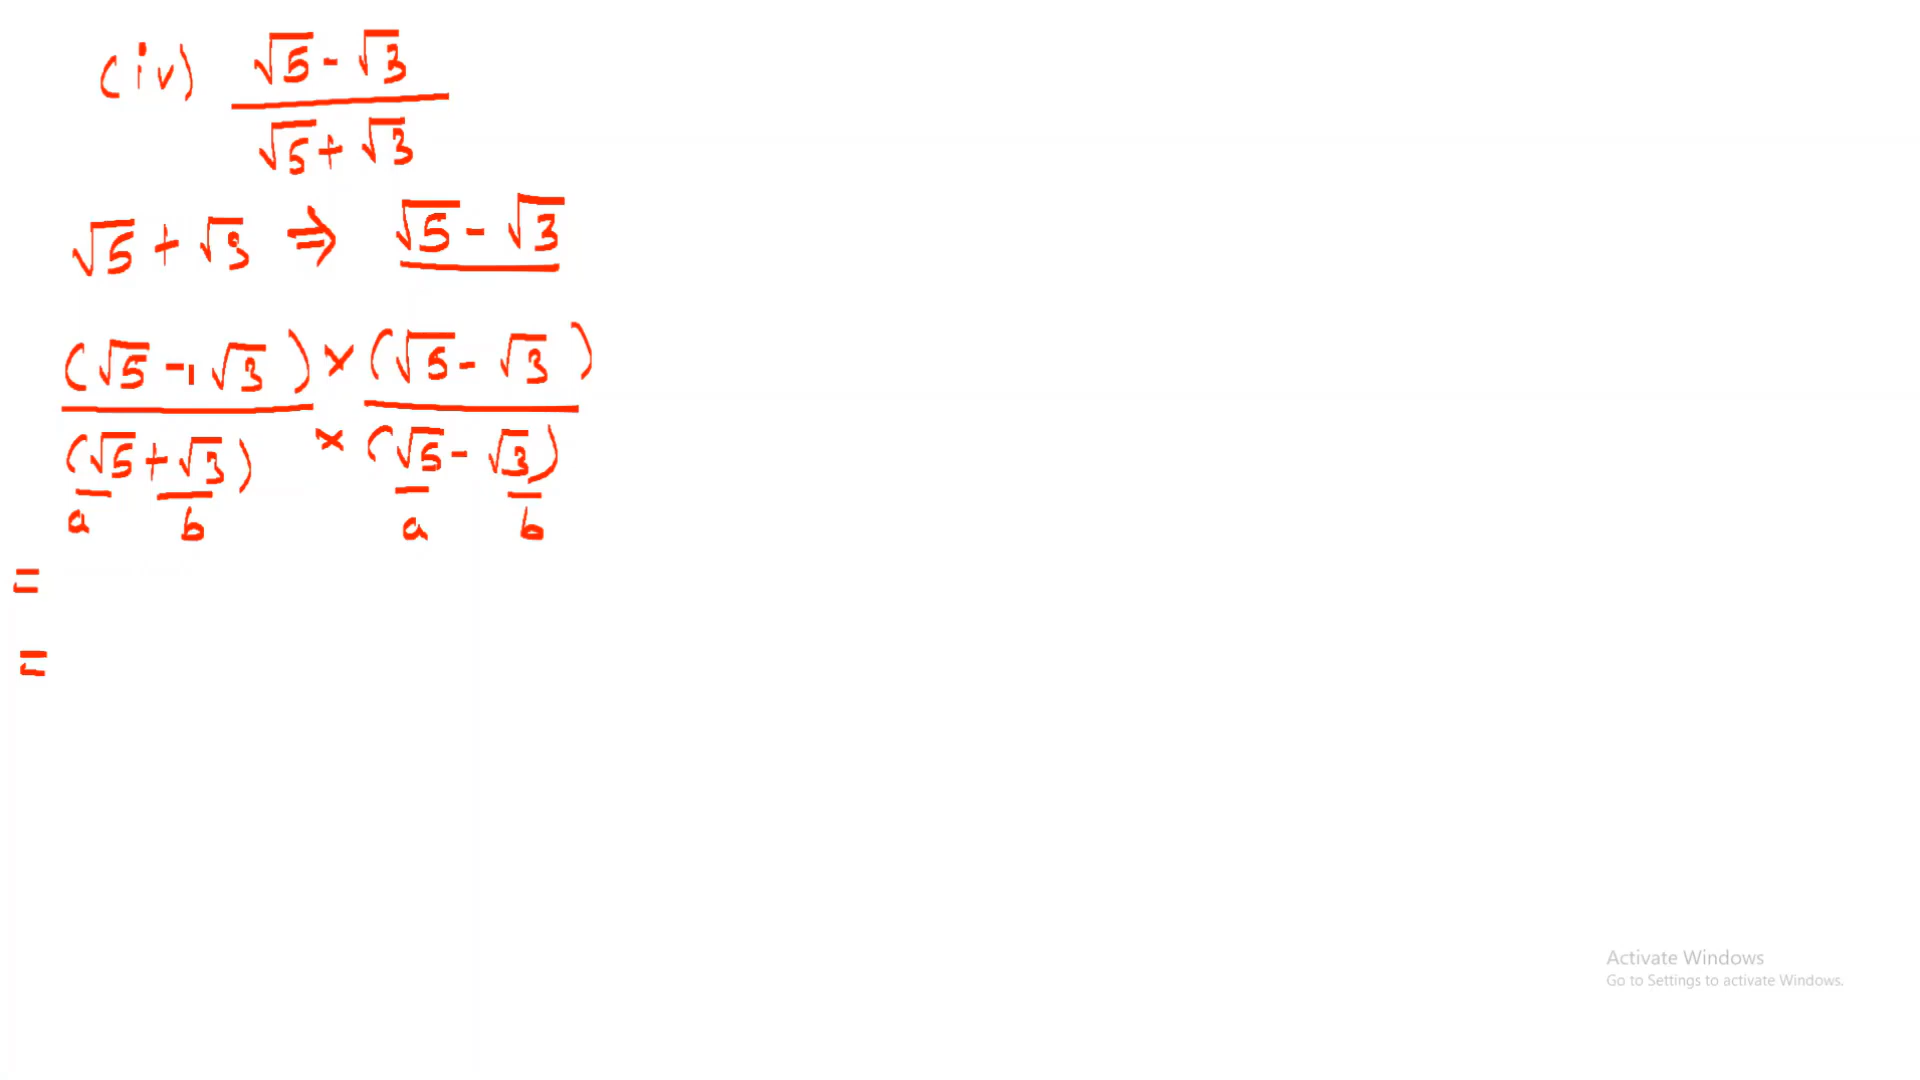 (iv) √5 - √3
√5 + √3
√5 + √3 ⇒ √5 - √3
(√5 - √3) × (√5 - √3)
(√5 + √3) × (√5 - √3)
a b a b
=
=
Activate Windows
Go to Settings to activate Windows.